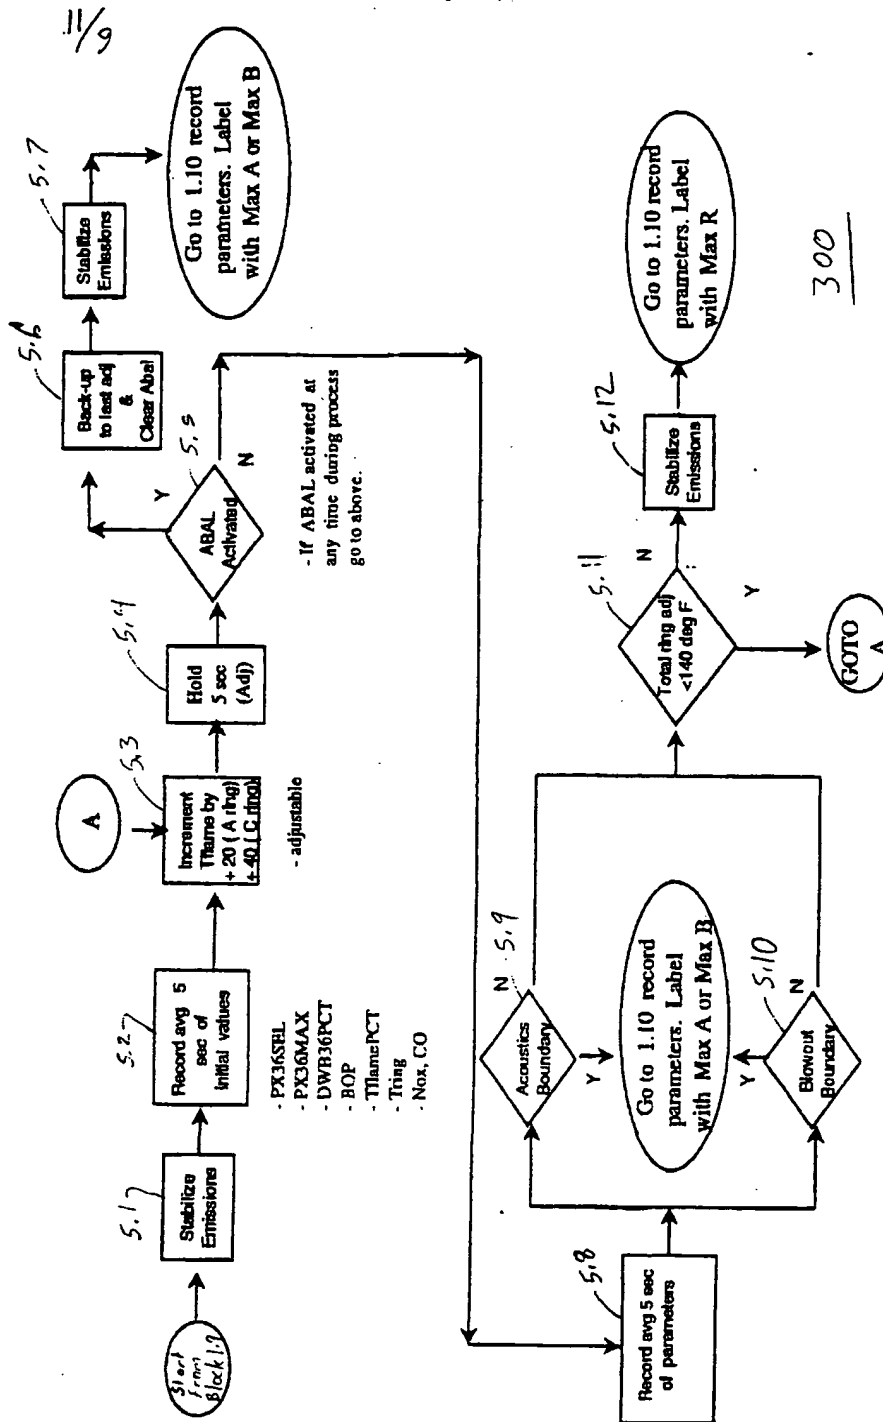 11/9
Start
From
Block 1.?
5.1
Stabilize
Emissions
5.2
Record avg 5
sec of
initial values
- PX36SEL
- PX36MAX
- DWB36PCT
- BOP
- TflamePCT
- Tring
- Nox, CO
A
5.3
Increment
Tflame by
+ 20 ( A ring)
+ 40 ( C ring)
- adjustable
5.4
Hold
5 sec
(Adj)
5.5
ABAL
Activated
Y
N
- If ABAL activated at
any time during process
go to above.
5.6
Back-up
to last adj
&
Clear Abal
5.7
Stabilize
Emissions
Go to 1.10 record
parameters. Label
with Max A or Max B
5.8
Record avg 5 sec
of parameters
5.9
Acoustics
Boundary
N
Y
Go to 1.10 record
parameters. Label
with Max A or Max B
5.10
Blowout
Boundary
Y
N
5.11
Total ring adj
<140 deg F
N
Y
GOTO
A
5.12
Stabilize
Emissions
Go to 1.10 record
parameters. Label
with Max R
300